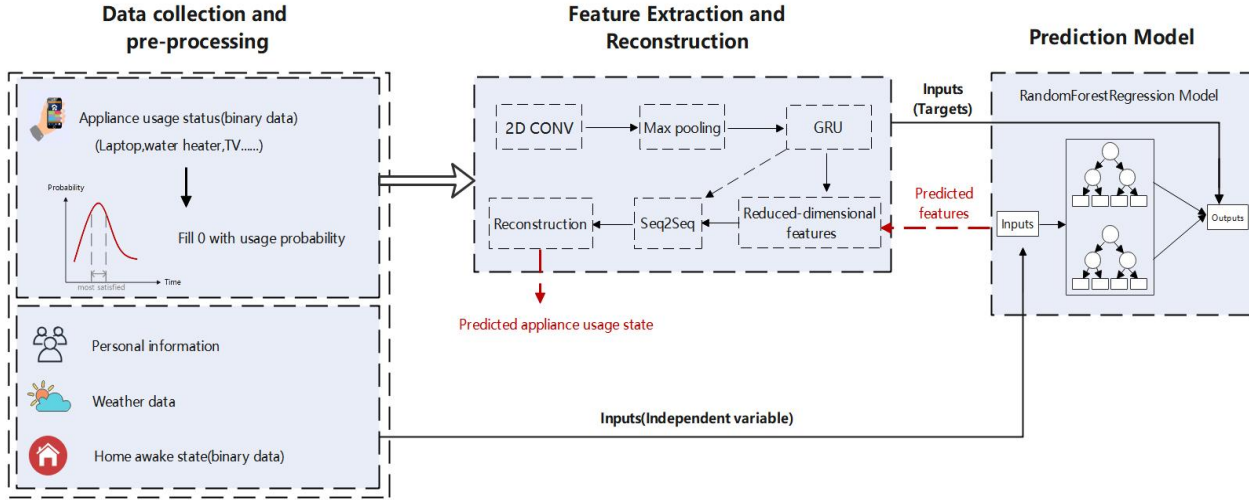 Data collection and
pre-processing
Appliance usage status(binary data)
(Laptop,water heater,TV......)
Probability
Fill 0 with usage probability
most satisfied
Time
Personal information
Weather data
Home awake state(binary data)
Feature Extraction and
Reconstruction
2D CONV
Max pooling
GRU
Reconstruction
Seq2Seq
Reduced-dimensional
features
Predicted appliance usage state
Inputs
(Targets)
Predicted
features
Inputs(Independent variable)
Prediction Model
RandomForestRegression Model
Inputs
Outputs